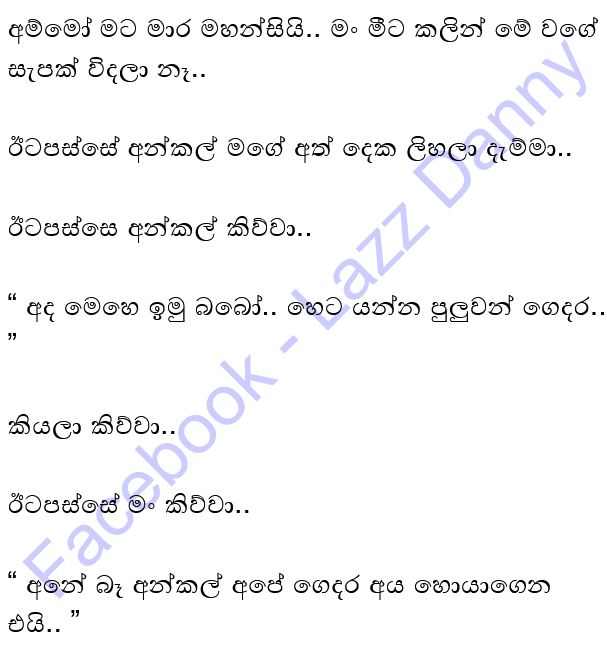 අම්මෝ මට මාර මහන්සියි.. මං මීට කලින් මේ වගේ
සැපක් විදලා නෑ..
ඊටපස්සේ අන්කල් මගේ අත් දෙක ලිහලා දැම්මා..
ඊටපස්සෙ අන්කල් කිව්වා..
“ අද මෙහෙ ඉමු බබෝ.. හෙට යන්න පුලුවන් ගෙදර..
”
කියලා කිව්වා..
ඊටපස්සේ මං කිව්වා..
“ අනේ බෑ අන්කල් අපේ ගෙදර අය හොයාගෙන
එයි.. ”
Facebook - Lazz Danny